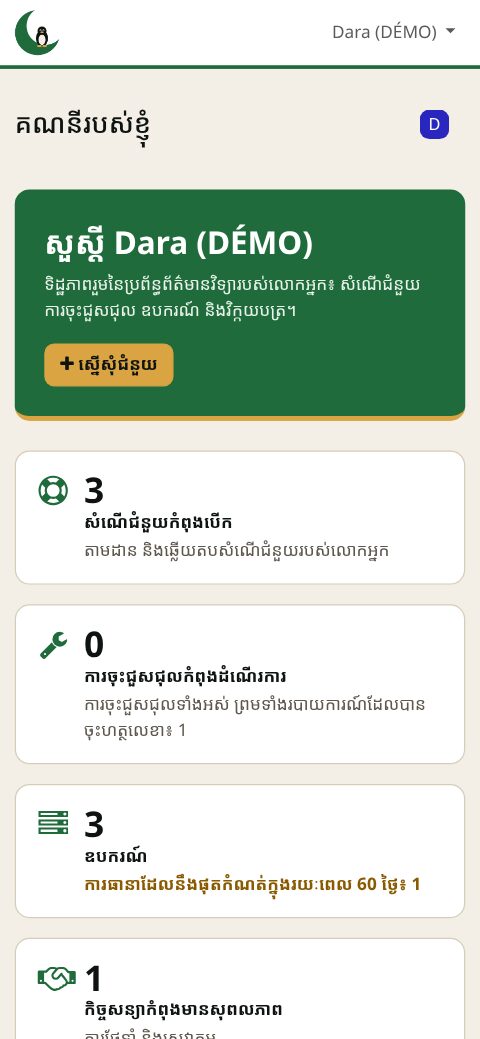 Dara (DÉMO)
គណនីរបស់ខ្ញុំ
D
សួស្តី Dara (DÉMO)
ទិដ្ឋភាពរួមនៃប្រព័ន្ធព័ត៌មានវិទ្យារបស់លោកអ្នក៖ សំណើជំនួយ
ការចុះជួសជុល ឧបករណ៍ និងវិក្កយបត្រ។
+ ស្នើសុំជំនួយ
3
សំណើជំនួយកំពុងបើក
តាមដាន និងឆ្លើយតបសំណើជំនួយរបស់លោកអ្នក
0
ការចុះជួសជុលកំពុងដំណើរការ
ការចុះជួសជុលទាំងអស់ ព្រមទាំងរបាយការណ៍ដែលបាន
ចុះហត្ថលេខា៖ 1
3
ឧបករណ៍
ការធានាដែលនឹងផុតកំណត់ក្នុងរយៈពេល 60 ថ្ងៃ៖ 1
1
កិច្ចសន្យាកំពុងមានសុពលភាព